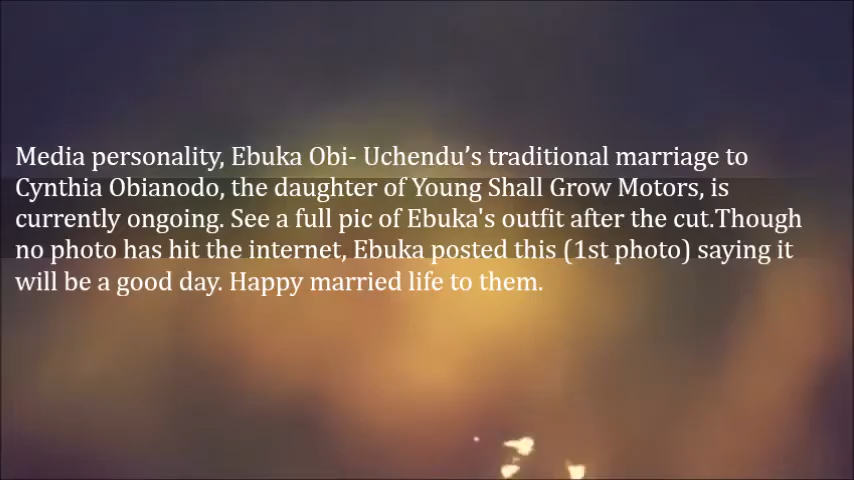 Media personality, Ebuka Obi- Uchendu’s traditional marriage to
Cynthia Obianodo, the daughter of Young Shall Grow Motors, is
currently ongoing. See a full pic of Ebuka's outfit after the cut.Though
no photo has hit the internet, Ebuka posted this (1st photo) saying it
will be a good day. Happy married life to them.